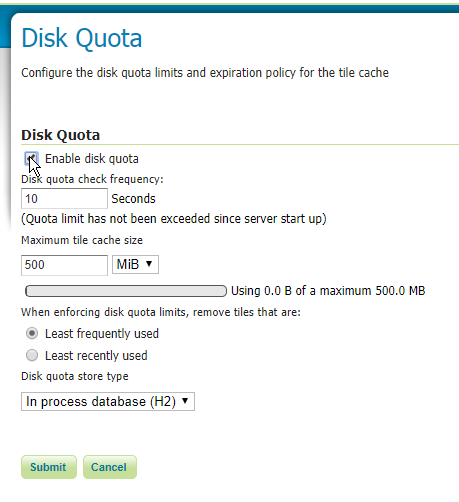 Disk Quota
Configure the disk quota limits and expiration policy for the tile cache
Disk Quota
Enable disk quota
Disk quota check frequency:
10 Seconds
(Quota limit has not been exceeded since server start up)
Maximum tile cache size
500 MiB
Using 0.0 B of a maximum 500.0 MB
When enforcing disk quota limits, remove tiles that are:
Least frequently used
Least recently used
Disk quota store type
In process database (H2)
Submit Cancel